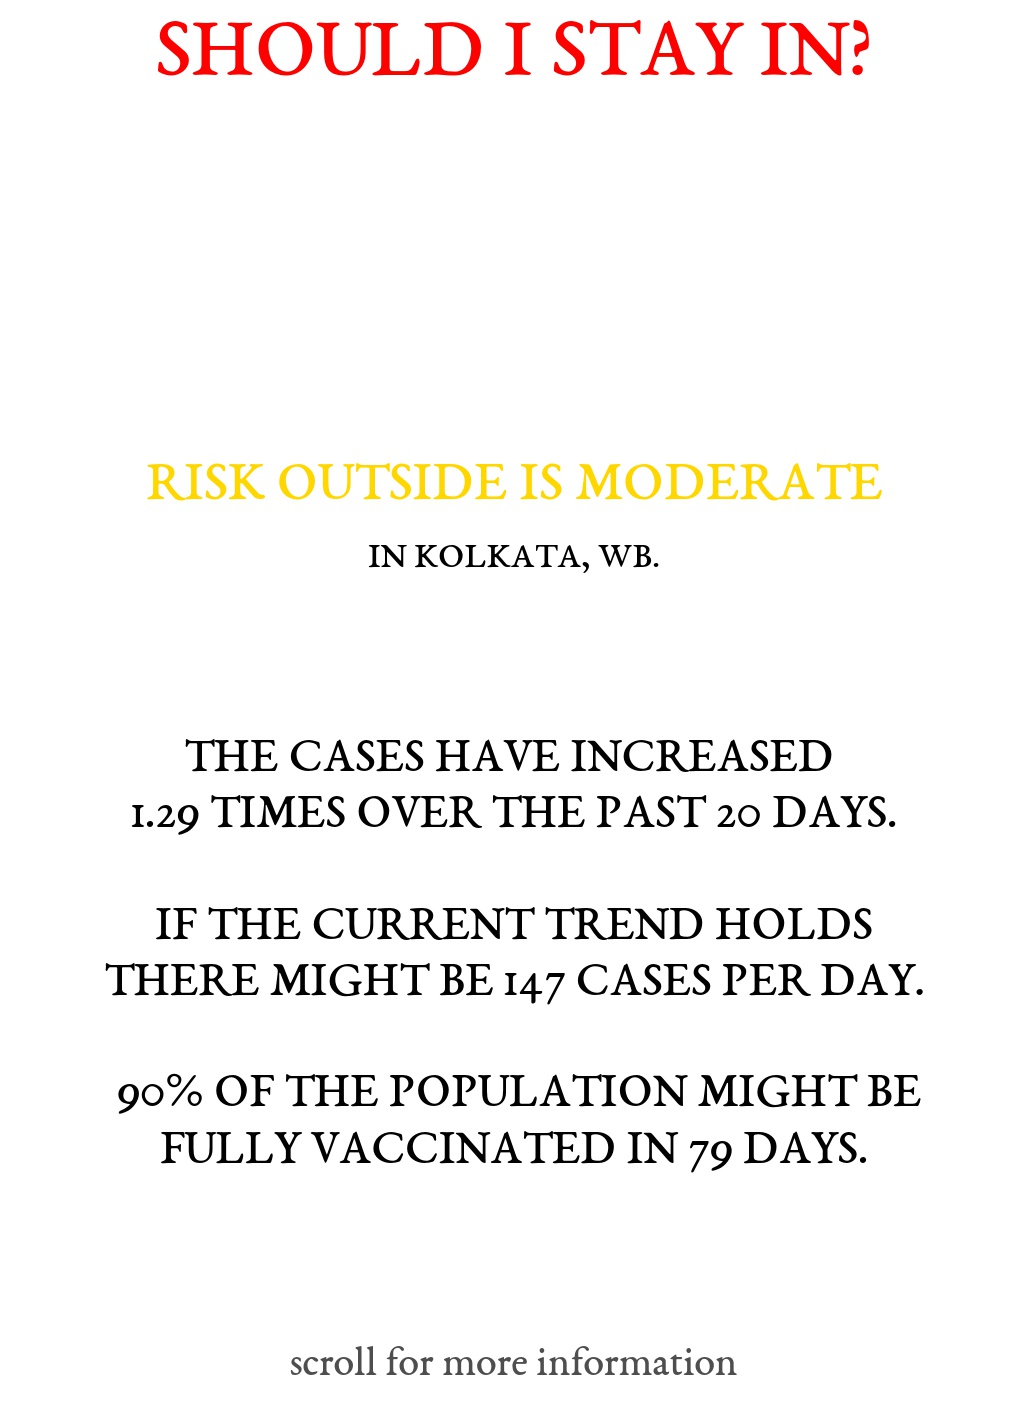 SHOULD I STAY IN?
RISK OUTSIDE IS MODERATE
IN KOLKATA, WB.
THE CASES HAVE INCREASED
1.29 TIMES OVER THE PAST 20 DAYS.
IF THE CURRENT TREND HOLDS
THERE MIGHT BE 147 CASES PER DAY.
90% OF THE POPULATION MIGHT BE
FULLY VACCINATED IN 79 DAYS.
scroll for more information